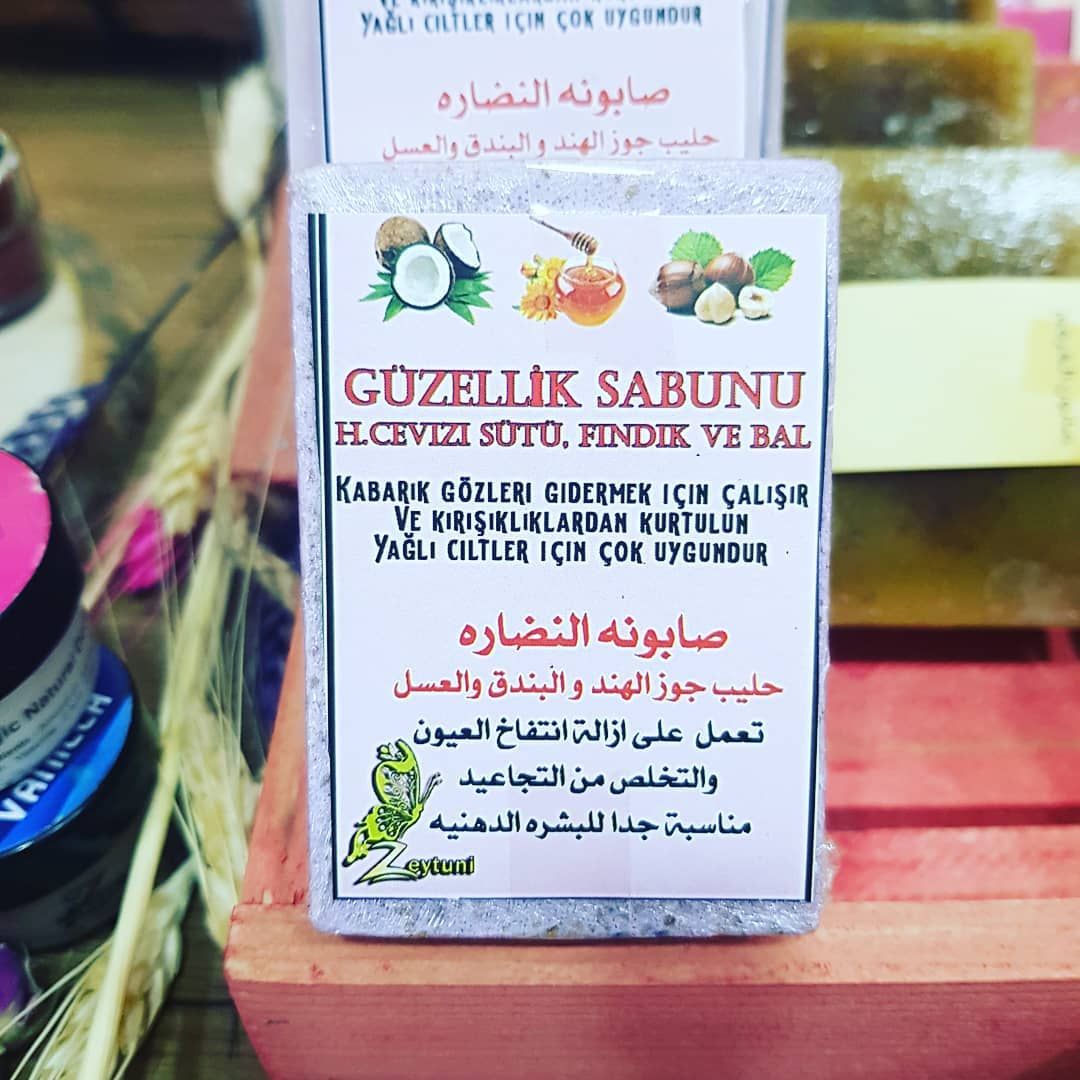 YAĞLI CILTLER IÇIN ÇOK UYGUNDUR
صابونه النضاره
حليب جوز الهند و البندق والعسل
GÜZELLİK SABUNU
H.CEVIZI SÜTÜ, FINDIK VE BAL
KABARIK GÖZLERI GIDERMEK IÇIN ÇALIŞIR
VE KIRIŞIKLIKLARDAN KURTULUN
YAĞLI CILTLER IÇIN ÇOK UYGUNDUR
صابونه النضاره
حليب جوز الهند و البندق والعسل
تعمل على ازالة انتفاخ العيون
والتخلص من التجاعيد
مناسبة جدا للبشره الدهنيه
Zeytuni